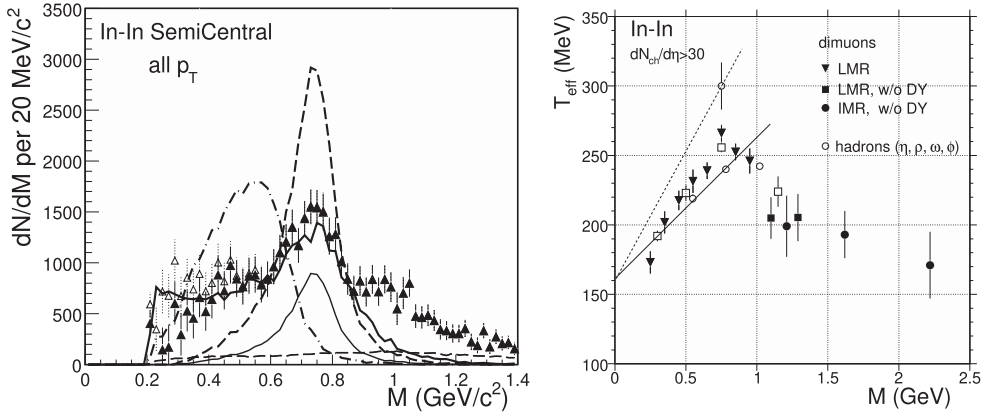 In-In SemiCentral
all pT
dN/dM per 20 MeV/c²
3500
3000
2500
2000
1500
1000
500
0
0
0.2
0.4
0.6
0.8
1
1.2
1.4
M (GeV/c²)
In-In
dNch/dη>30
Teff (MeV)
350
300
250
200
150
100
dimuons
LMR
LMR, w/o DY
IMR, w/o DY
hadrons (η, ρ, ω, ϕ)
0
0.5
1
1.5
2
2.5
M (GeV)